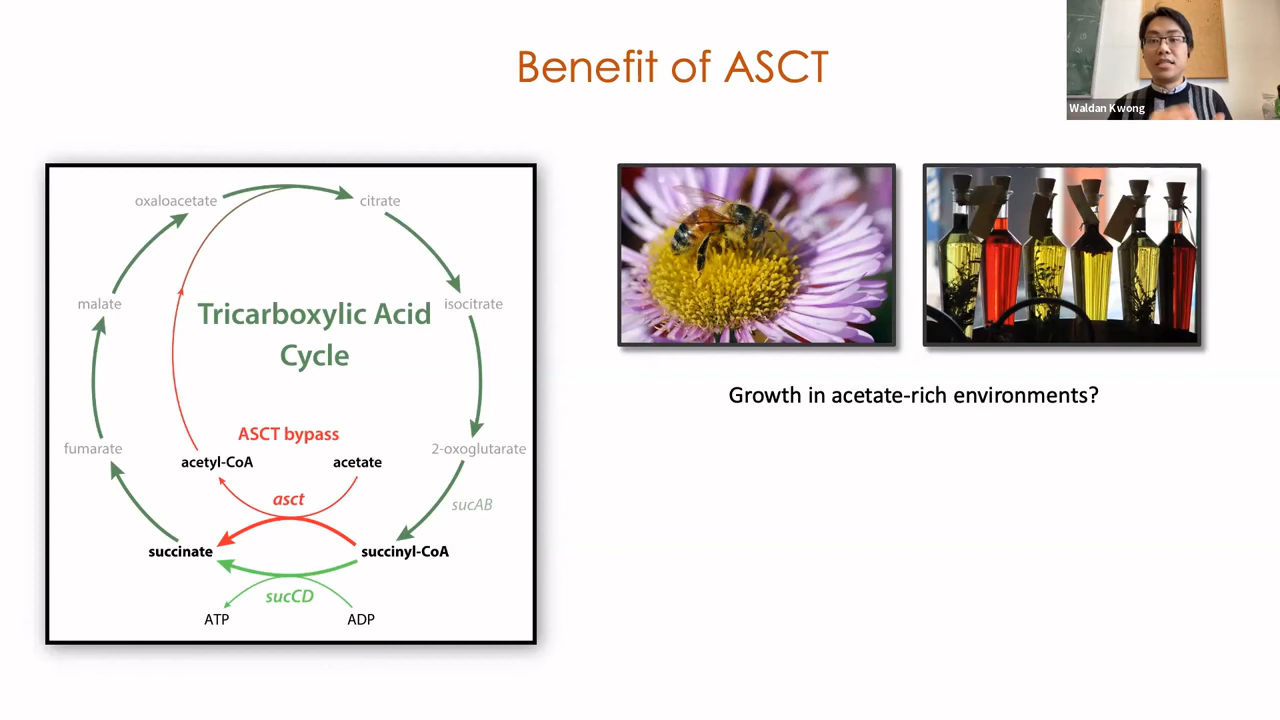 Benefit of ASCT
Waldan Kwong
oxaloacetate
citrate
malate
Tricarboxylic Acid
Cycle
isocitrate
ASCT bypass
fumarate
2-oxoglutarate
acetyl-CoA
acetate
asct
sucAB
succinate
succinyl-CoA
sucCD
ATP
ADP
Growth in acetate-rich environments?